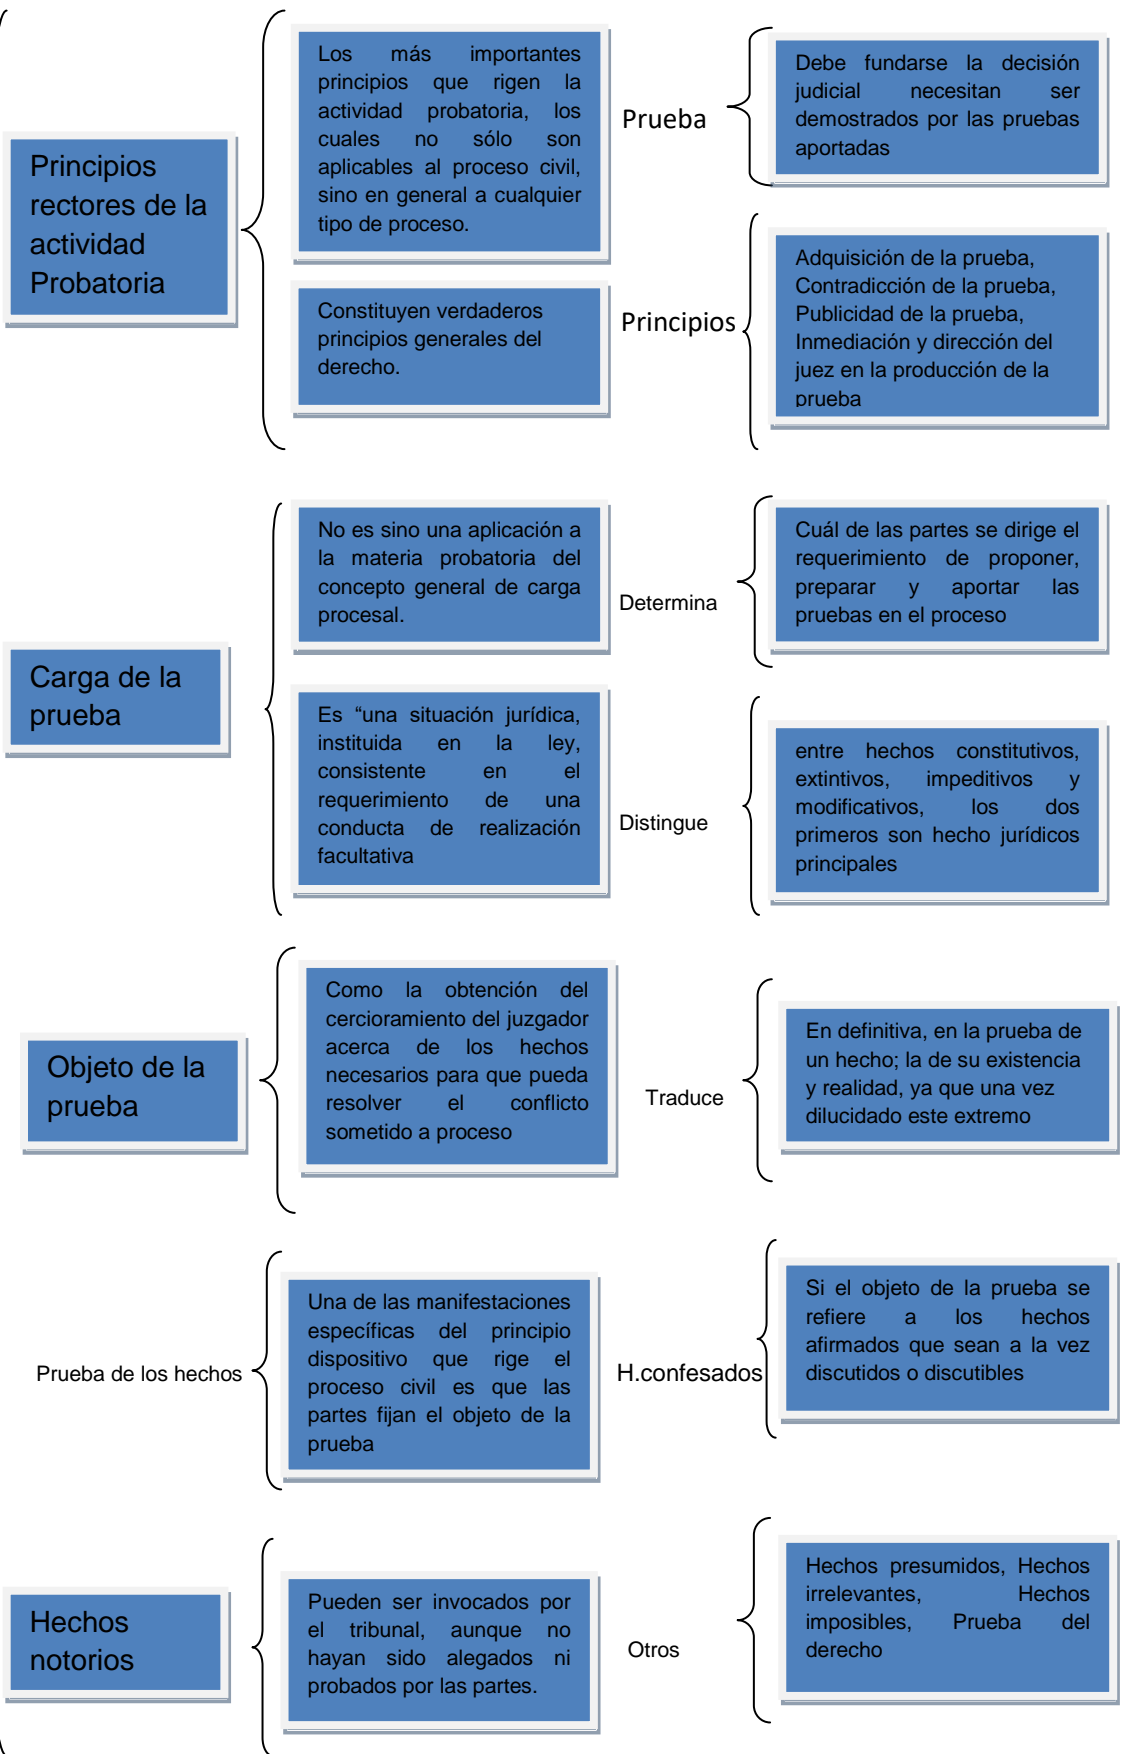 Principios
rectores de la
actividad
Probatoria
Los más importantes
principios que rigen la
actividad probatoria, los
cuales no sólo son
aplicables al proceso civil,
sino en general a cualquier
tipo de proceso.
Constituyen verdaderos
principios generales del
derecho.
Prueba
Debe fundarse la decisión
judicial necesitan ser
demostrados por las pruebas
aportadas
Principios
Adquisición de la prueba,
Contradicción de la prueba,
Publicidad de la prueba,
Inmediación y dirección del
juez en la producción de la
prueba
Carga de la
prueba
No es sino una aplicación a
la materia probatoria del
concepto general de carga
procesal.
Es “una situación jurídica,
instituida en la ley,
consistente en el
requerimiento de una
conducta de realización
facultativa
Determina
Cuál de las partes se dirige el
requerimiento de proponer,
preparar y aportar las
pruebas en el proceso
Distingue
entre hechos constitutivos,
extintivos, impeditivos y
modificativos, los dos
primeros son hecho jurídicos
principales
Objeto de la
prueba
Como la obtención del
cercioramiento del juzgador
acerca de los hechos
necesarios para que pueda
resolver el conflicto
sometido a proceso
Traduce
En definitiva, en la prueba de
un hecho; la de su existencia
y realidad, ya que una vez
dilucidado este extremo
Prueba de los hechos
Una de las manifestaciones
específicas del principio
dispositivo que rige el
proceso civil es que las
partes fijan el objeto de la
prueba
H.confesados
Si el objeto de la prueba se
refiere a los hechos
afirmados que sean a la vez
discutidos o discutibles
Hechos
notorios
Pueden ser invocados por
el tribunal, aunque no
hayan sido alegados ni
probados por las partes.
Otros
Hechos presumidos, Hechos
irrelevantes, Hechos
imposibles, Prueba del
derecho